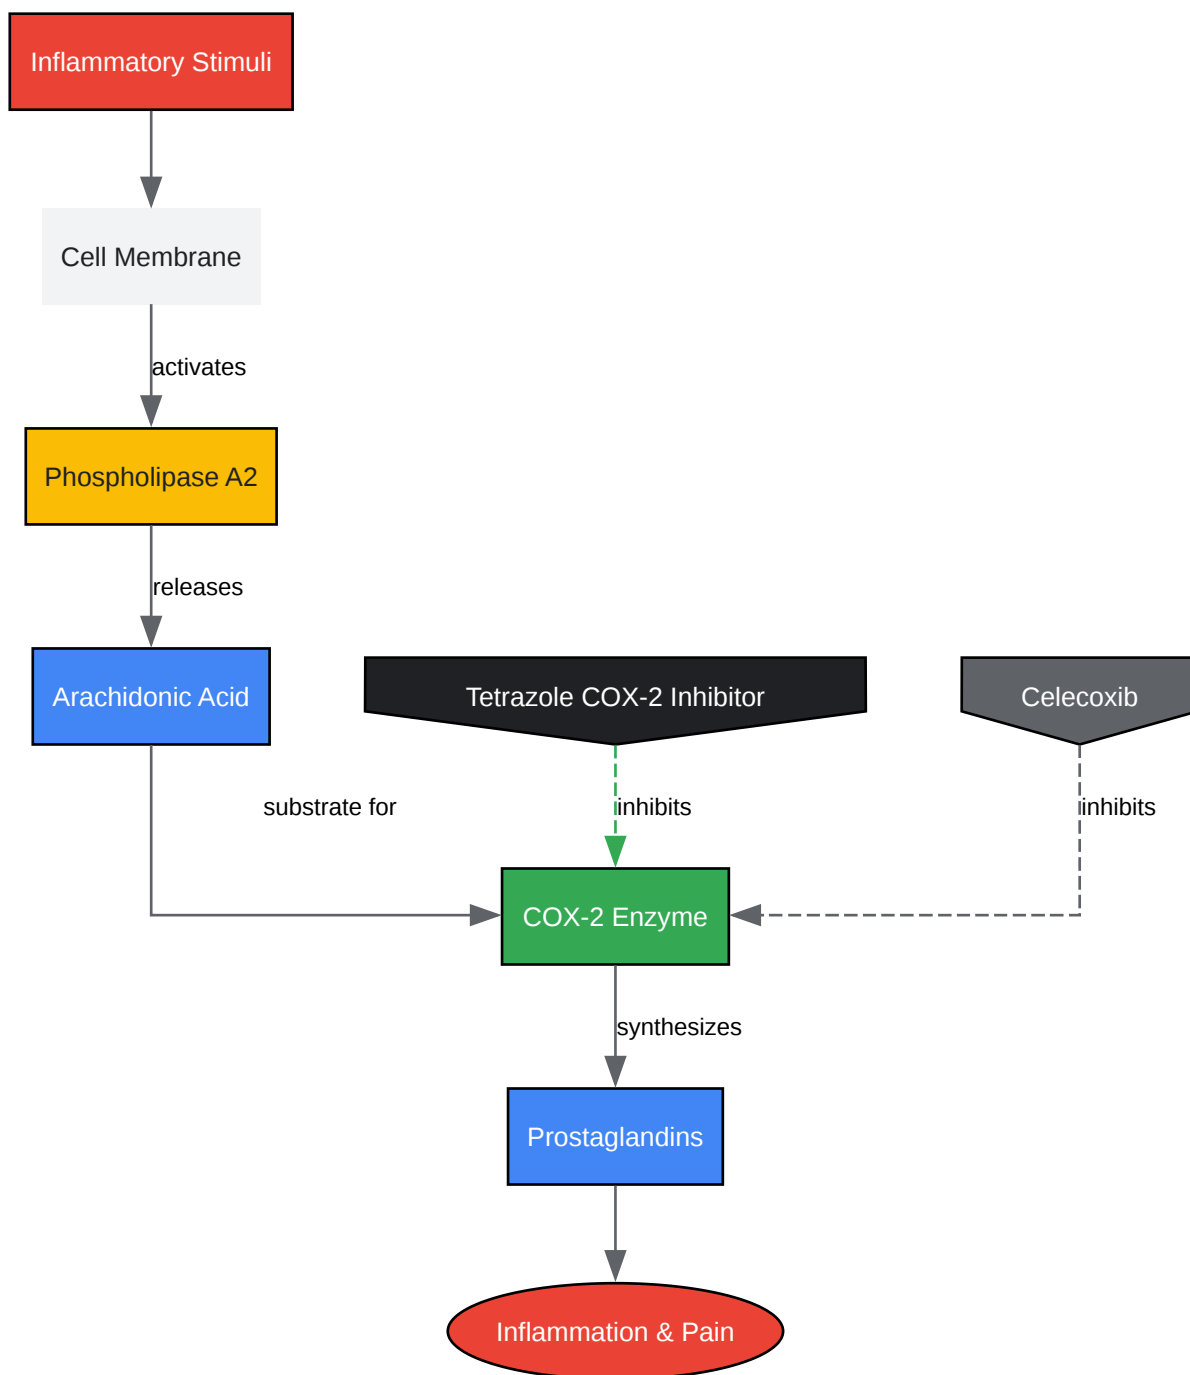 Inflammatory Stimuli
Cell Membrane
activates
Phospholipase A2
releases
Arachidonic Acid
Tetrazole COX-2 Inhibitor
Celecoxib
substrate for
inhibits
inhibits
COX-2 Enzyme
synthesizes
Prostaglandins
Inflammation & Pain